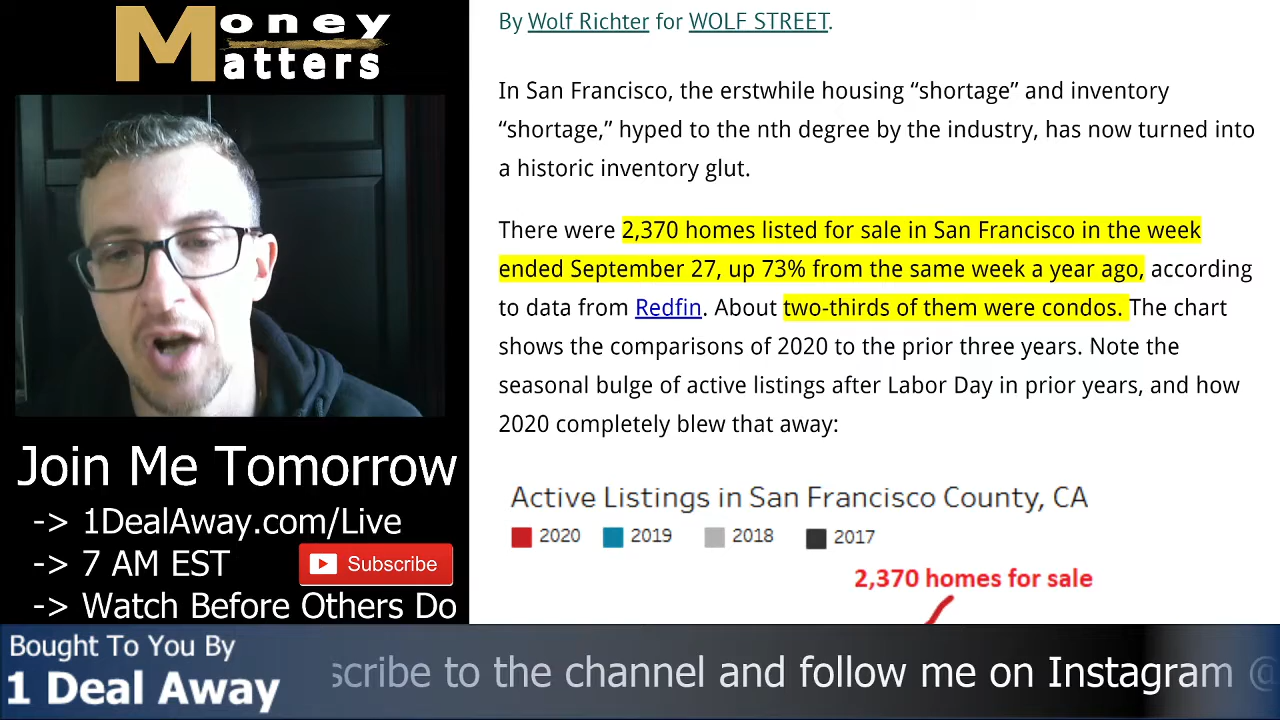 Money
Matters
Join Me Tomorrow
-> 1DealAway.com/Live
-> 7 AM EST
Subscribe
-> Watch Before Others Do
By Wolf Richter for WOLF STREET.
In San Francisco, the erstwhile housing “shortage” and inventory
“shortage,” hyped to the nth degree by the industry, has now turned into
a historic inventory glut.
There were 2,370 homes listed for sale in San Francisco in the week
ended September 27, up 73% from the same week a year ago, according
to data from Redfin. About two-thirds of them were condos. The chart
shows the comparisons of 2020 to the prior three years. Note the
seasonal bulge of active listings after Labor Day in prior years, and how
2020 completely blew that away:
Active Listings in San Francisco County, CA
2020 2019 2018 2017
2,370 homes for sale
Bought To You By
1 Deal Away
scribe to the channel and follow me on Instagram @